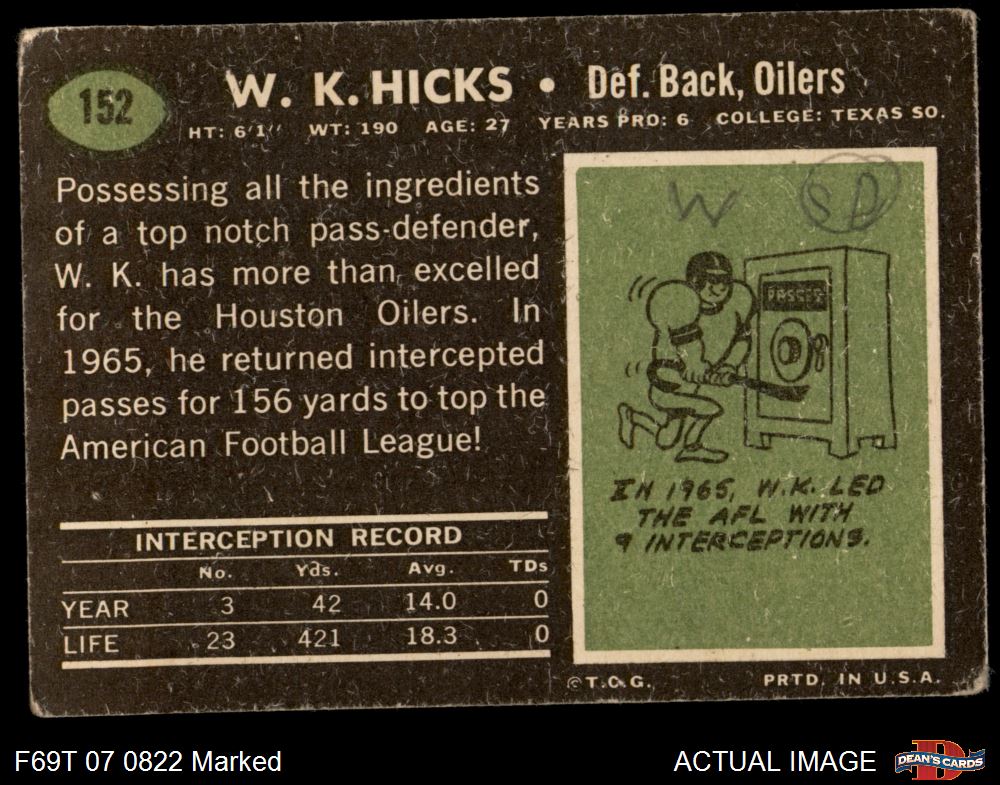 152
W. K. HICKS • Def. Back, Oilers
HT: 6'1" WT: 190 AGE: 27 YEARS PRO: 6 COLLEGE: TEXAS SO.
Possessing all the ingredients
of a top notch pass-defender,
W. K. has more than excelled
for the Houston Oilers. In
1965, he returned intercepted
passes for 156 yards to top the
American Football League!
INTERCEPTION RECORD
No. Yds. Avg. TDs
YEAR 3 42 14.0 0
LIFE 23 421 18.3 0
W SD
PASSES
IN 1965, W.K. LED
THE AFL WITH
9 INTERCEPTIONS.
©T.C.G. PRTD. IN U.S.A.
F69T 07 0822 Marked
ACTUAL IMAGE
D
DEAN'S CARDS